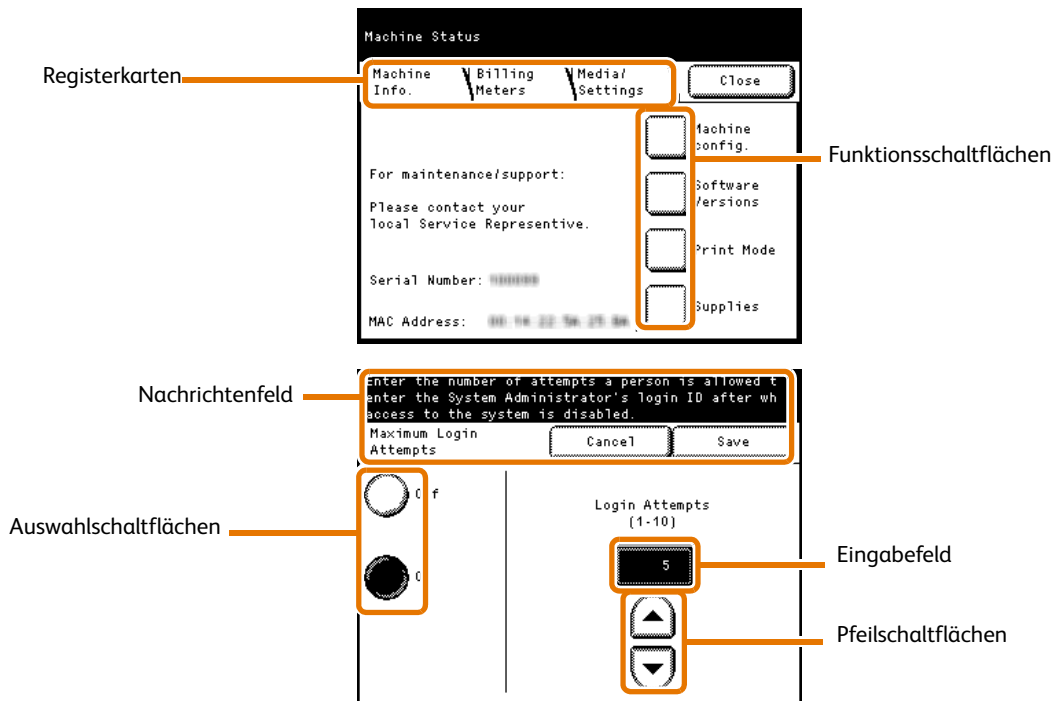 Machine Status
Registerkarten
Machine Info.
Billing Meters
Media/ Settings
Close
Machine config.
Funktionsschaltflächen
For maintenance/support:
Software Versions
Please contact your
local Service Representive.
Print Mode
Serial Number:
Supplies
MAC Address:
Nachrichtenfeld
Enter the number of attempts a person is allowed t
enter the System Administrator's login ID after wh
access to the system is disabled.
Maximum Login
Attempts
Cancel
Save
Auswahlschaltflächen
Login Attempts
(1-10)
5
Eingabefeld
Pfeilschaltflächen